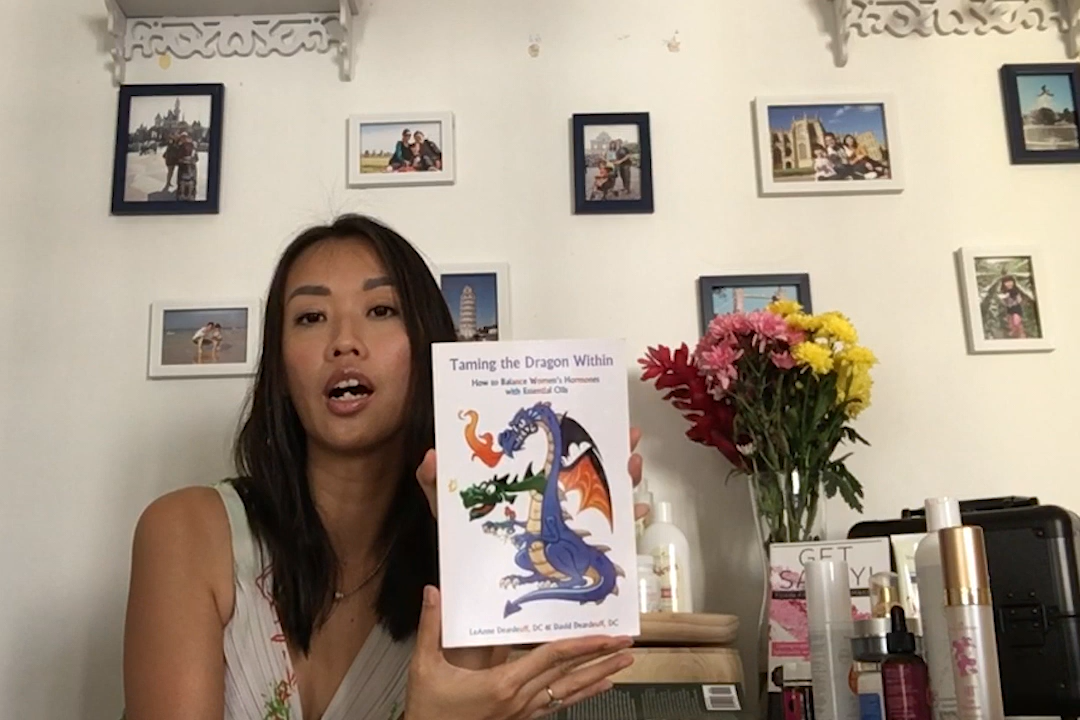 Taming the Dragon Within
How to Balance Women's Hormones
with Essential Oils
LeAnne Deardeuff, DC & David Deardeuff, DC
GET
SAVVY!